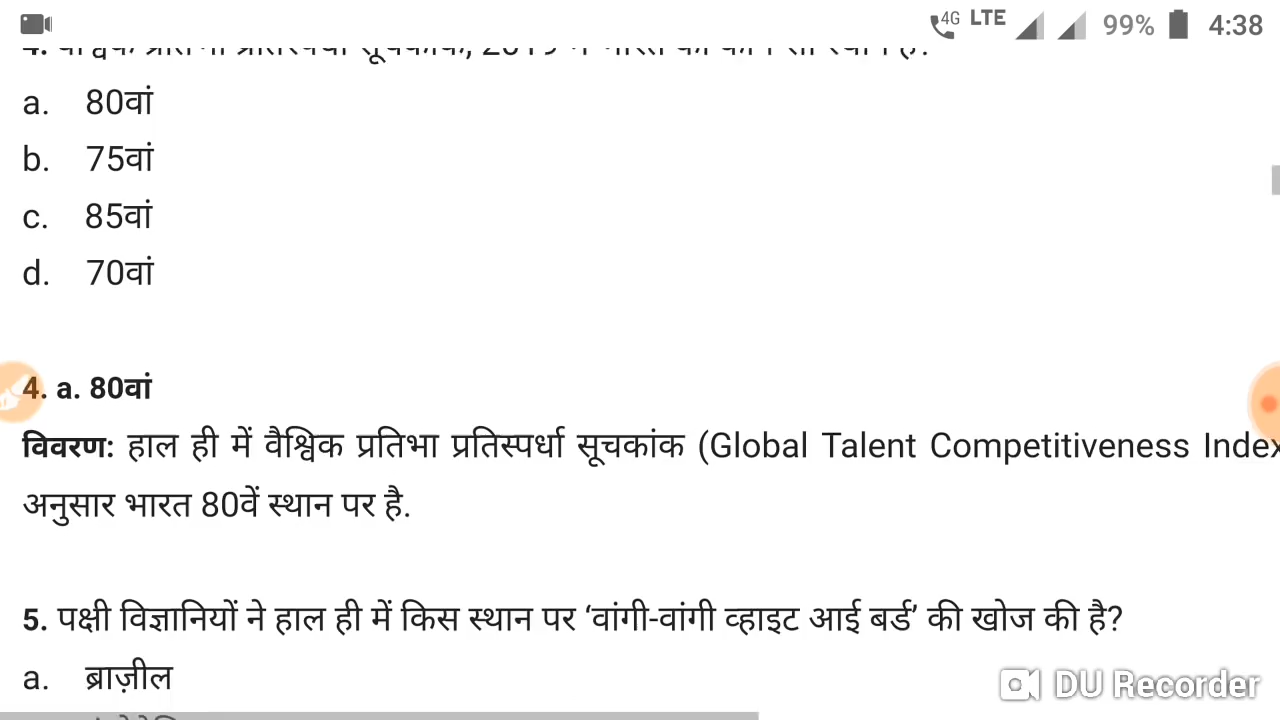 4G LTE 99% 4:38
2019
a. 80वां
b. 75वां
c. 85वां
d. 70वां
4. a. 80वां
विवरण: हाल ही में वैश्विक प्रतिभा प्रतिस्पर्धा सूचकांक (Global Talent Competitiveness Index
अनुसार भारत 80वें स्थान पर है.
5. पक्षी विज्ञानियों ने हाल ही में किस स्थान पर ‘वांगी-वांगी व्हाइट आई बर्ड’ की खोज की है?
a. ब्राज़ील
DU Recorder